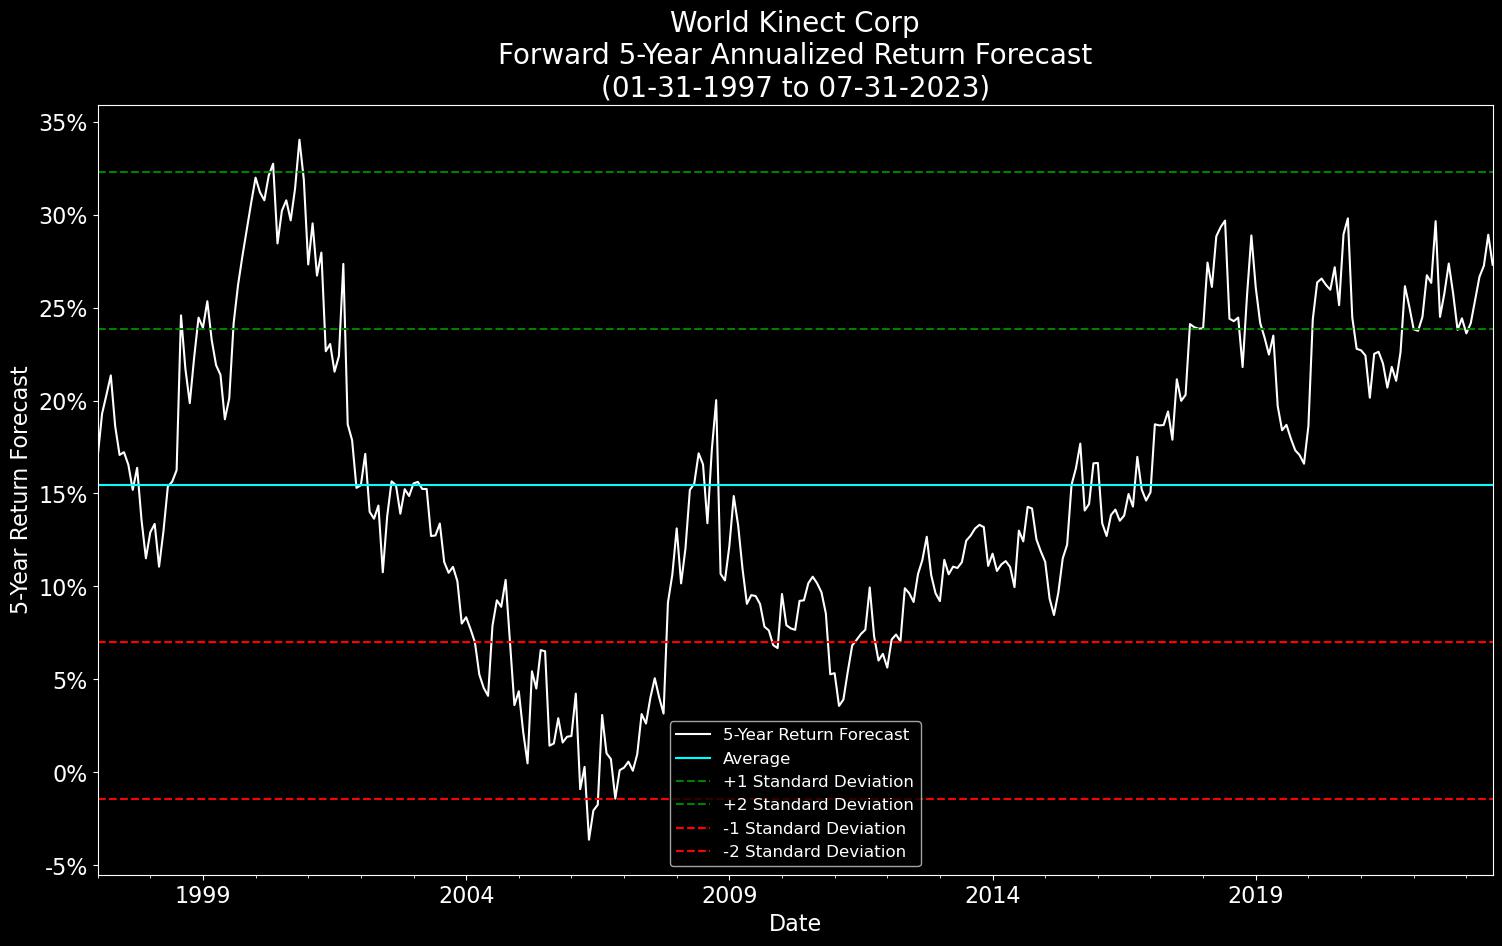 World Kinect Corp
Forward 5-Year Annualized Return Forecast
(01-31-1997 to 07-31-2023)
35%
30%
25%
20%
15%
10%
5%
0%
-5%
5-Year Return Forecast
5-Year Return Forecast
Average
+1 Standard Deviation
+2 Standard Deviation
-1 Standard Deviation
-2 Standard Deviation
1999
2004
2009
2014
2019
Date